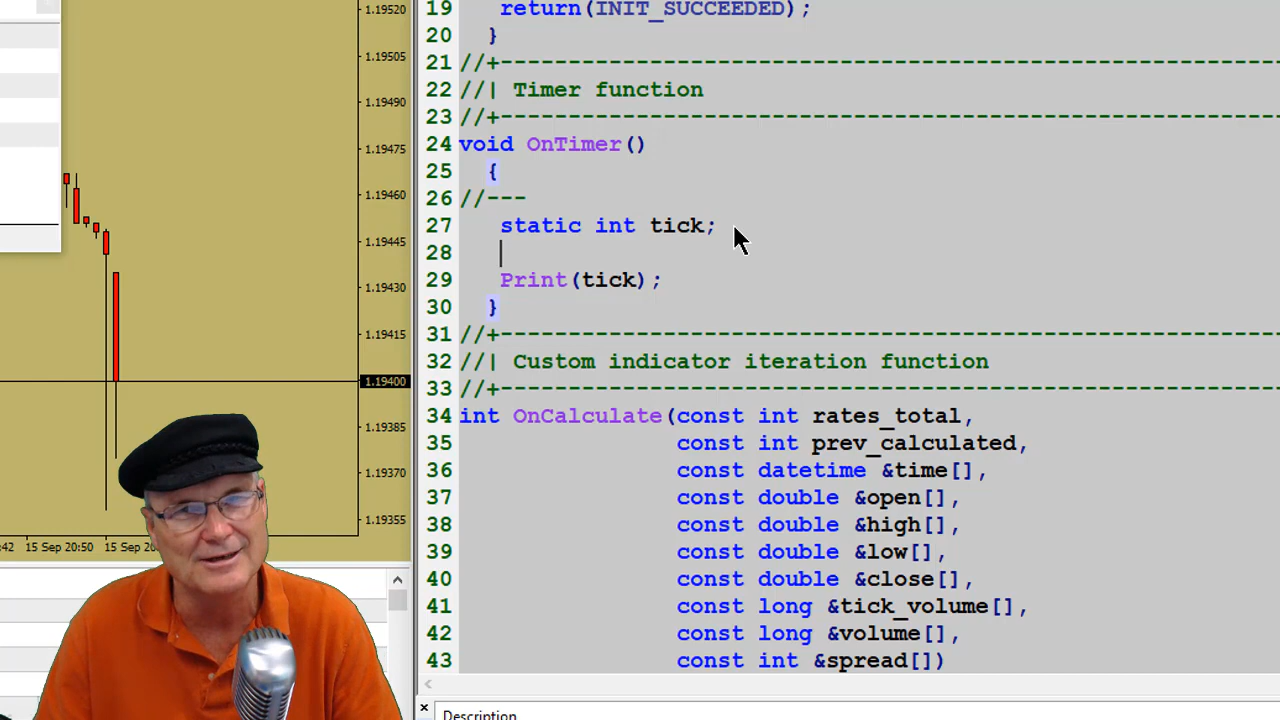 1.19520
1.19505
1.19490
1.19475
1.19460
1.19445
1.19430
1.19415
1.19400
1.19385
1.19370
1.19355
:42
15 Sep 20:50
15 Sep 20
19 return(INIT_SUCCEEDED);
20 }
21 //+------------------------------------------------------------
22 //| Timer function
23 //+------------------------------------------------------------
24 void OnTimer()
25 {
26 //---
27 static int tick;
28
29 Print(tick);
30 }
31 //+------------------------------------------------------------
32 //| Custom indicator iteration function
33 //+------------------------------------------------------------
34 int OnCalculate(const int rates_total,
35 const int prev_calculated,
36 const datetime &time[],
37 const double &open[],
38 const double &high[],
39 const double &low[],
40 const double &close[],
41 const long &tick_volume[],
42 const long &volume[],
43 const int &spread[])
Description